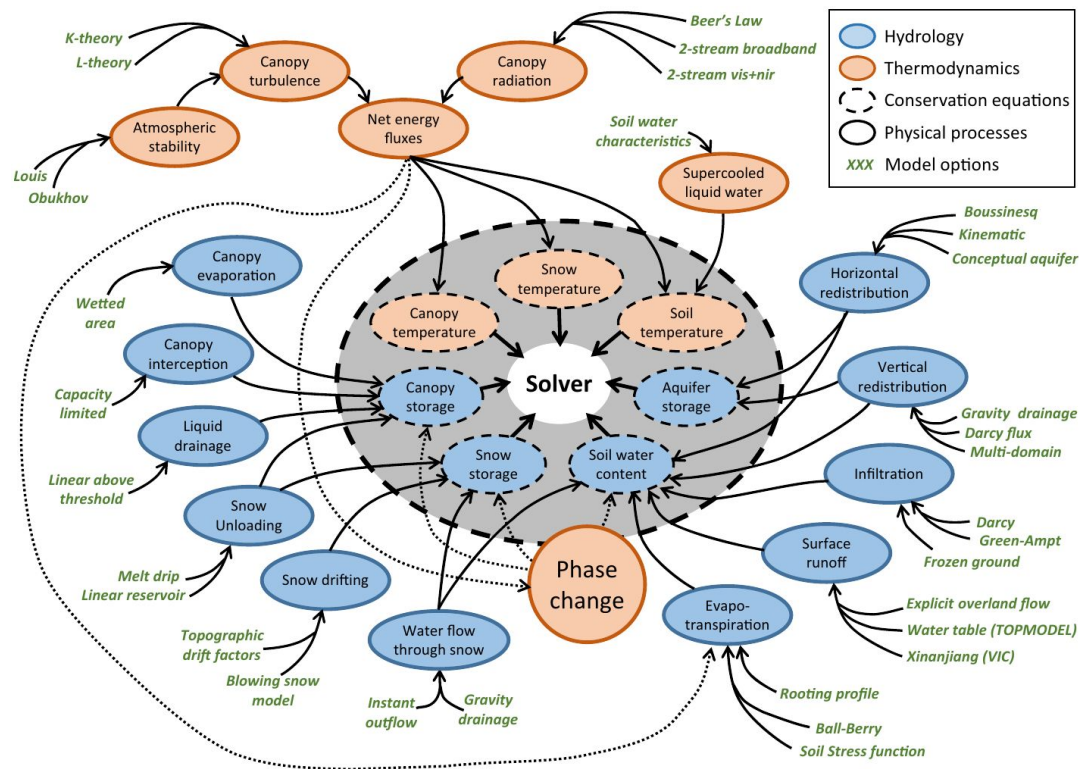 K-theory
L-theory
Canopy
turbulence
Canopy
radiation
Beer's Law
2-stream broadband
2-stream vis+nir
Hydrology
Thermodynamics
Conservation equations
Physical processes
XXX Model options
Atmospheric
stability
Net energy
fluxes
Louis
Obukhov
Soil water
characteristics
Supercooled
liquid water
Boussinesq
Kinematic
Conceptual aquifer
Canopy
evaporation
Wetted
area
Snow
temperature
Horizontal
redistribution
Canopy
temperature
Soil
temperature
Canopy
interception
Capacity
limited
Canopy
storage
Solver
Aquifer
storage
Vertical
redistribution
Gravity drainage
Darcy flux
Multi-domain
Liquid
drainage
Linear above
threshold
Snow
storage
Soil water
content
Infiltration
Darcy
Green-Ampt
Frozen ground
Snow
Unloading
Melt drip
Linear reservoir
Snow drifting
Phase
change
Surface
runoff
Explicit overland flow
Water table (TOPMODEL)
Xinanjiang (VIC)
Topographic
drift factors
Blowing snow
model
Water flow
through snow
Instant
outflow
Gravity
drainage
Evapo-
transpiration
Rooting profile
Ball-Berry
Soil Stress function